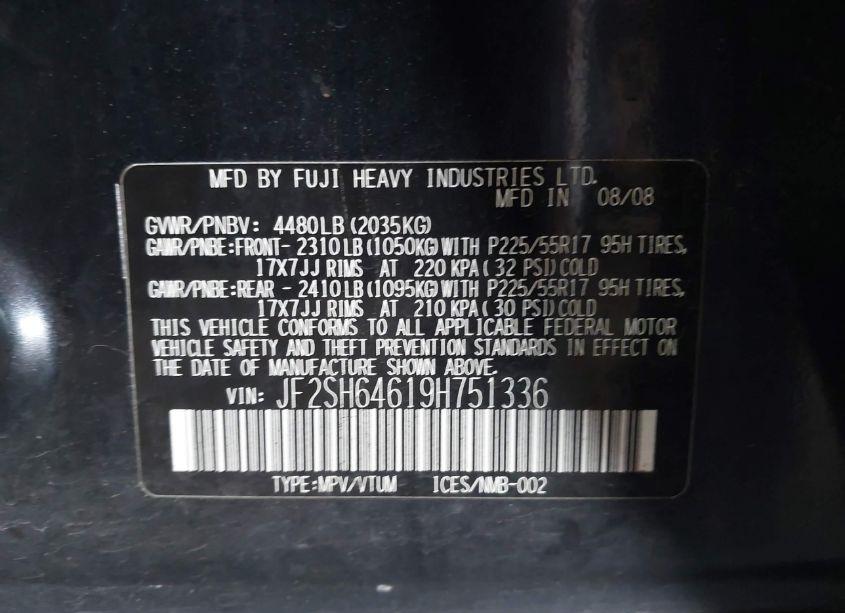 MFD BY FUJI HEAVY INDUSTRIES LTD.
MFD IN 08/08
GVWR/PNBV: 4480LB(2035KG)
GAWR/PNBE:FRONT- 2310LB(1050KG)WITH P225/55R17 95H TIRES,
17X7JJ RIMS AT 220 KPA( 32 PSI)COLD
GAWR/PNBE:REAR - 2410LB(1095KG)WITH P225/55R17 95H TIRES,
17X7JJ RIMS AT 210 KPA( 30 PSI)COLD
THIS VEHICLE CONFORMS TO ALL APPLICABLE FEDERAL MOTOR
VEHICLE SAFETY AND THEFT PREVENTION STANDARDS IN EFFECT ON
THE DATE OF MANUFACTURE SHOWN ABOVE.
VIN: JF2SH64619H751336
TYPE:MPV/VTUM ICES/NMB-002